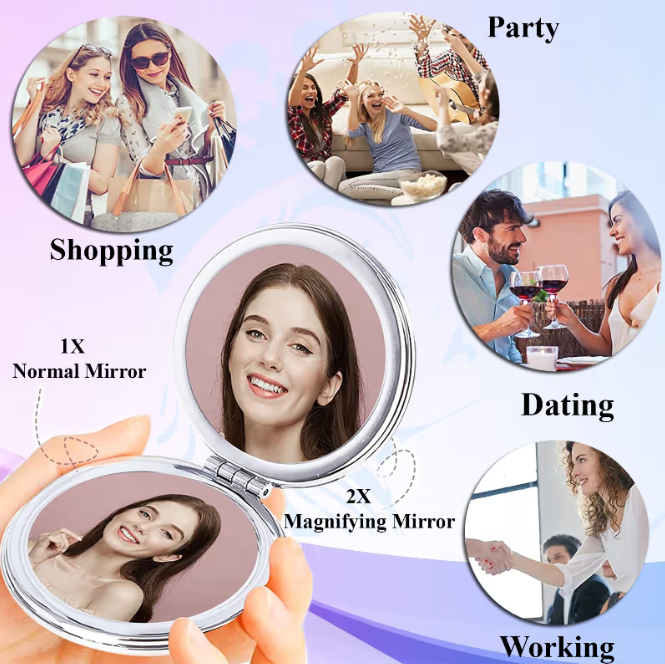 Party
Shopping
1X
Normal Mirror
Dating
2X
Magnifying Mirror
Working